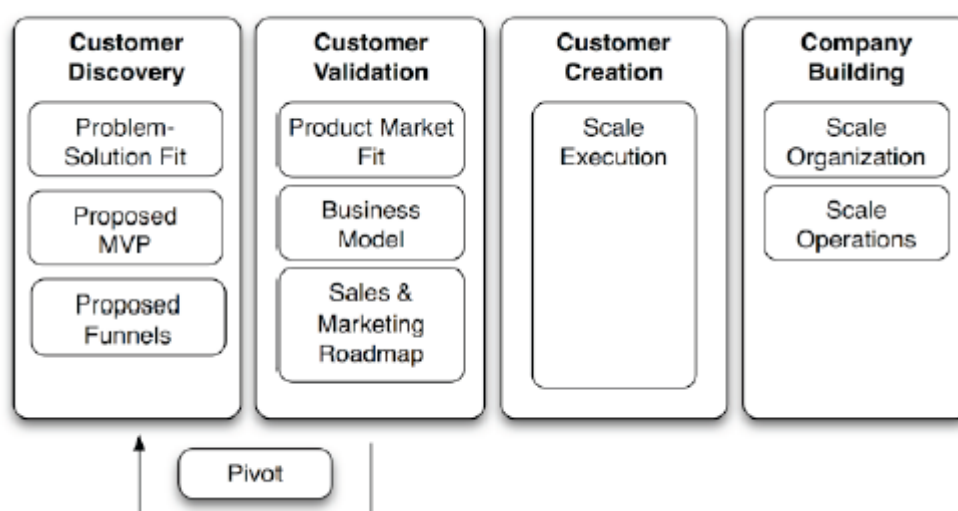 Customer
Discovery
Problem-
Solution Fit
Proposed
MVP
Proposed
Funnels
Customer
Validation
Product Market
Fit
Business
Model
Sales &
Marketing
Roadmap
Customer
Creation
Scale
Execution
Company
Building
Scale
Organization
Scale
Operations
Pivot